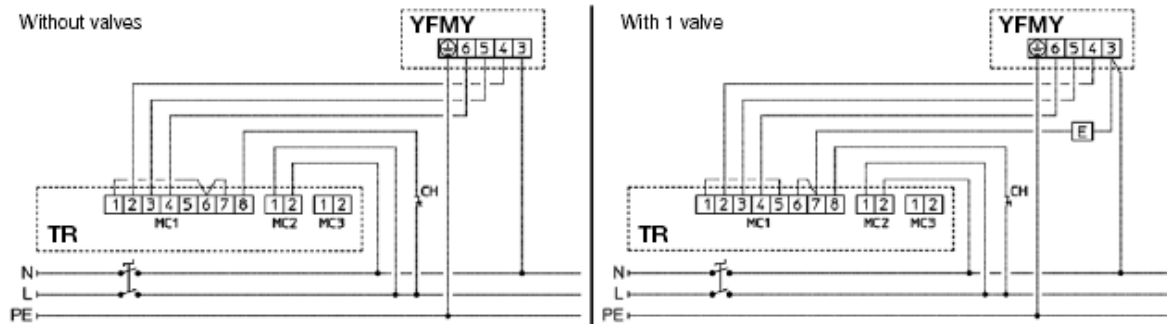 Without valves
YFMY
6 5 4 3
CH
1 2 3 4 5 6 7 8 1 2 1 2
MC1 MC2 MC3
TR
N
L
PE
With 1 valve
YFMY
6 5 4 3
E
CH
1 2 3 4 5 6 7 8 1 2 1 2
MC1 MC2 MC3
TR
N
L
PE